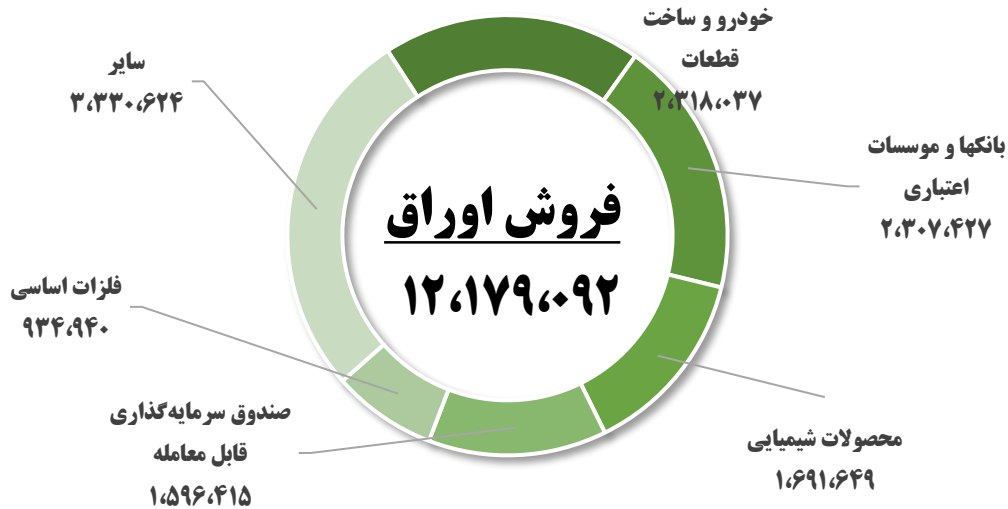 خودرو و ساخت
قطعات
۲،۳۱۸،۰۳۷
بانکها و موسسات
اعتباری
۲،۳۰۷،۴۲۷
محصولات شیمیایی
۱،۶۹۱،۶۴۹
صندوق سرمایه‌گذاری
قابل معامله
۱،۵۹۶،۴۱۵
فلزات اساسی
۹۳۴،۹۴۰
سایر
۳،۳۳۰،۶۲۴
فروش اوراق
۱۲،۱۷۹،۰۹۲